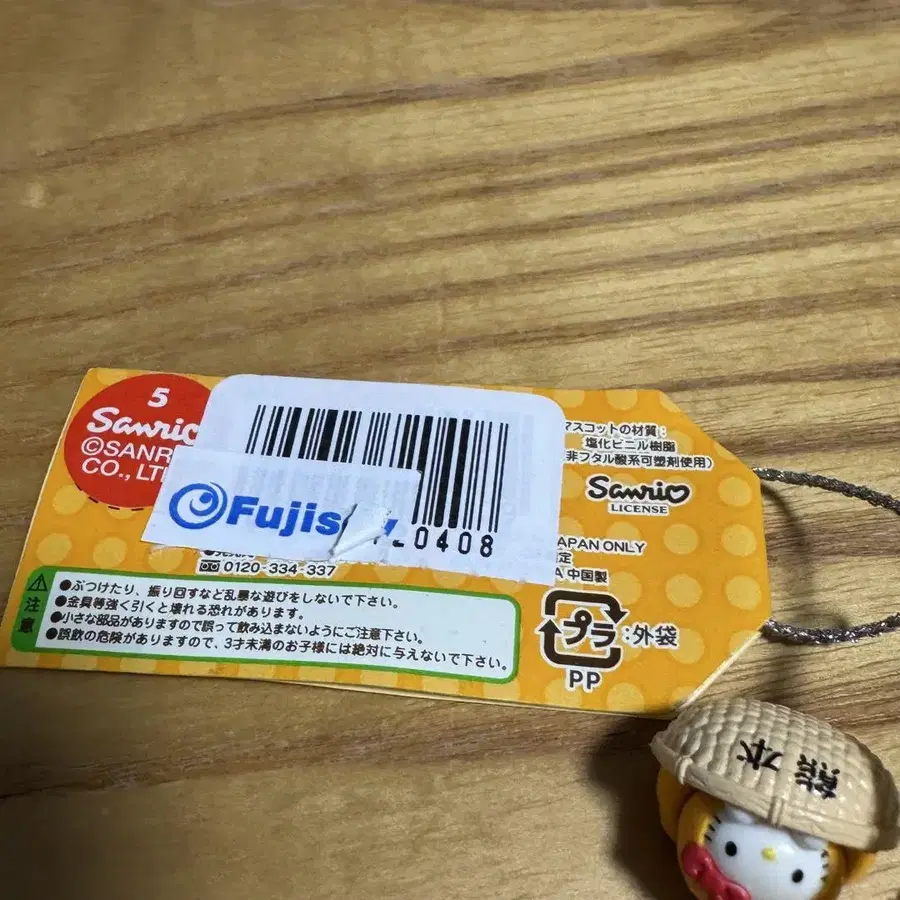 5
Sanrio
©SANR
CO., LT
Fujis
0408
マスコットの材質:
塩化ビニル樹脂
非フタル酸系可塑剤使用)
Sanrio
LICENSE
APAN ONLY
定
A 中国製
0120-334-337
注意
●ぶつけたり、振り回すなど乱暴な遊びをしないで下さい。
●金具等強く引くと壊れる恐れがあります。
●小さな部品がありますので誤って飲み込まないようにご注意下さい。
●誤飲の危険がありますので、3才未満のお子様には絶対に与えないで下さい。
プラ
:外袋
PP
熊本